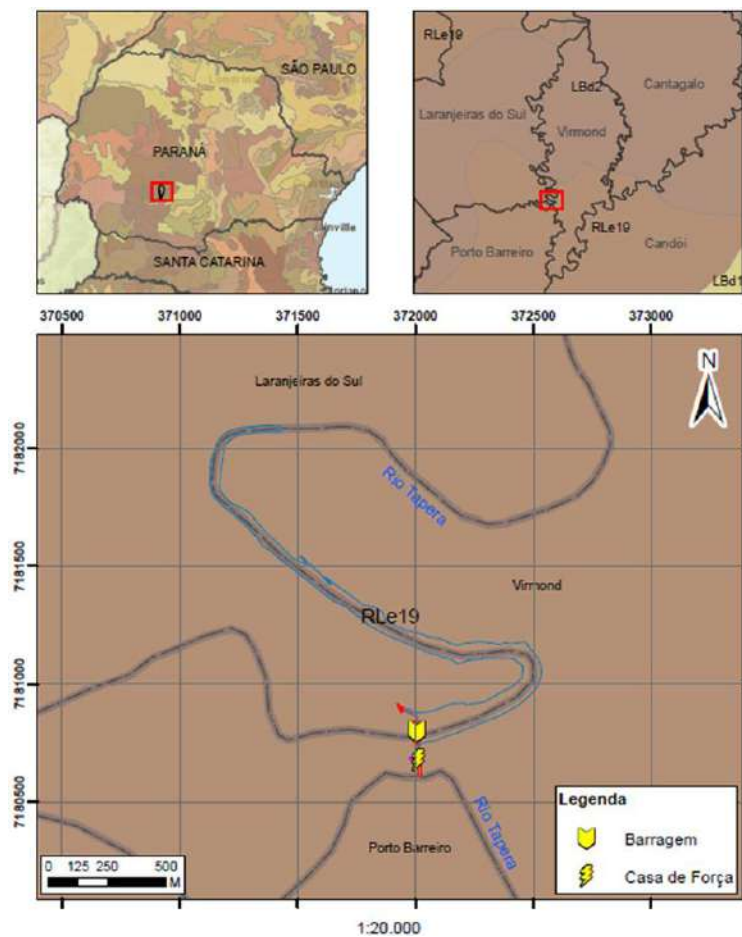 SÃO PAULO
PARANÁ
SANTA CATARINA
RLe19
Cantagalo
LBd2
Laranjeiras do Sul
Virmond
RLe19
Porto Barreiro
Candói
LBd1
370500 371000 371500 372000 372500 373000
Laranjeiras do Sul
N
7182000
Rio Tapera
7181500
Virmond
RLe19
7181000
7180500
Rio Tapera
Porto Barreiro
Legenda
Barragem
Casa de Força
0 125 250 500
M
1:20.000